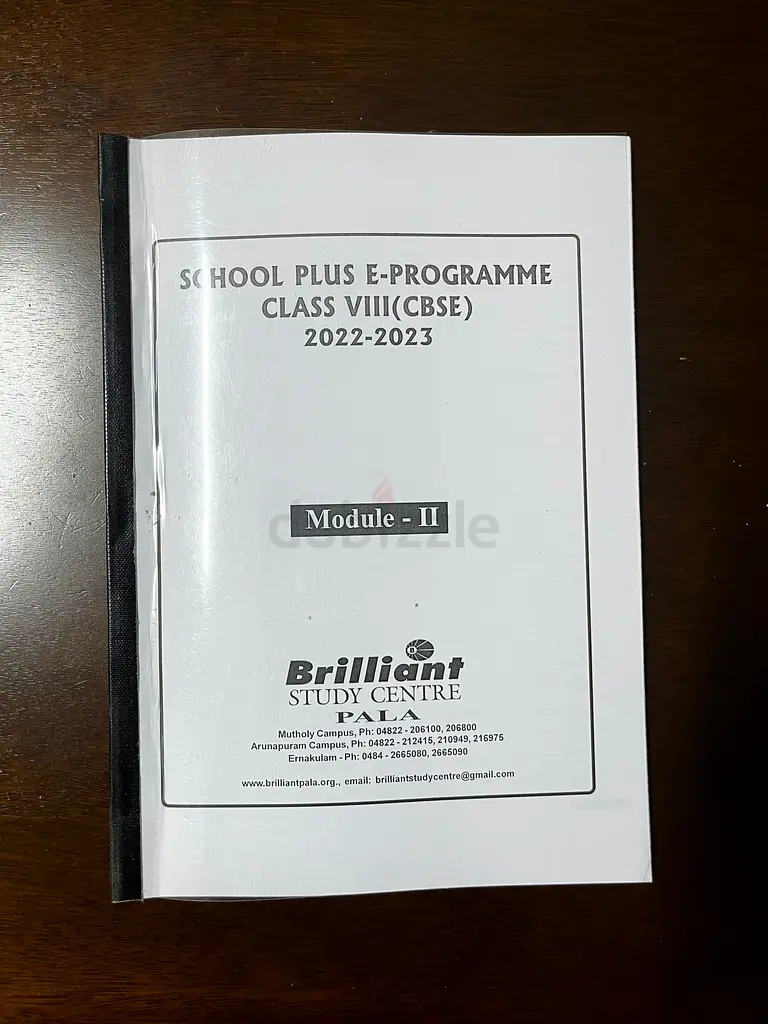 SCHOOL PLUS E-PROGRAMME
CLASS VIII(CBSE)
2022-2023
Module - II
dubizzle
Brilliant
STUDY CENTRE
PALA
Mutholy Campus, Ph: 04822 - 206100, 206800
Arunapuram Campus, Ph: 04822 - 212415, 210949, 216975
Ernakulam - Ph: 0484 - 2665080, 2665090
www.brilliantpala.org., email: brilliantstudycentre@gmail.com